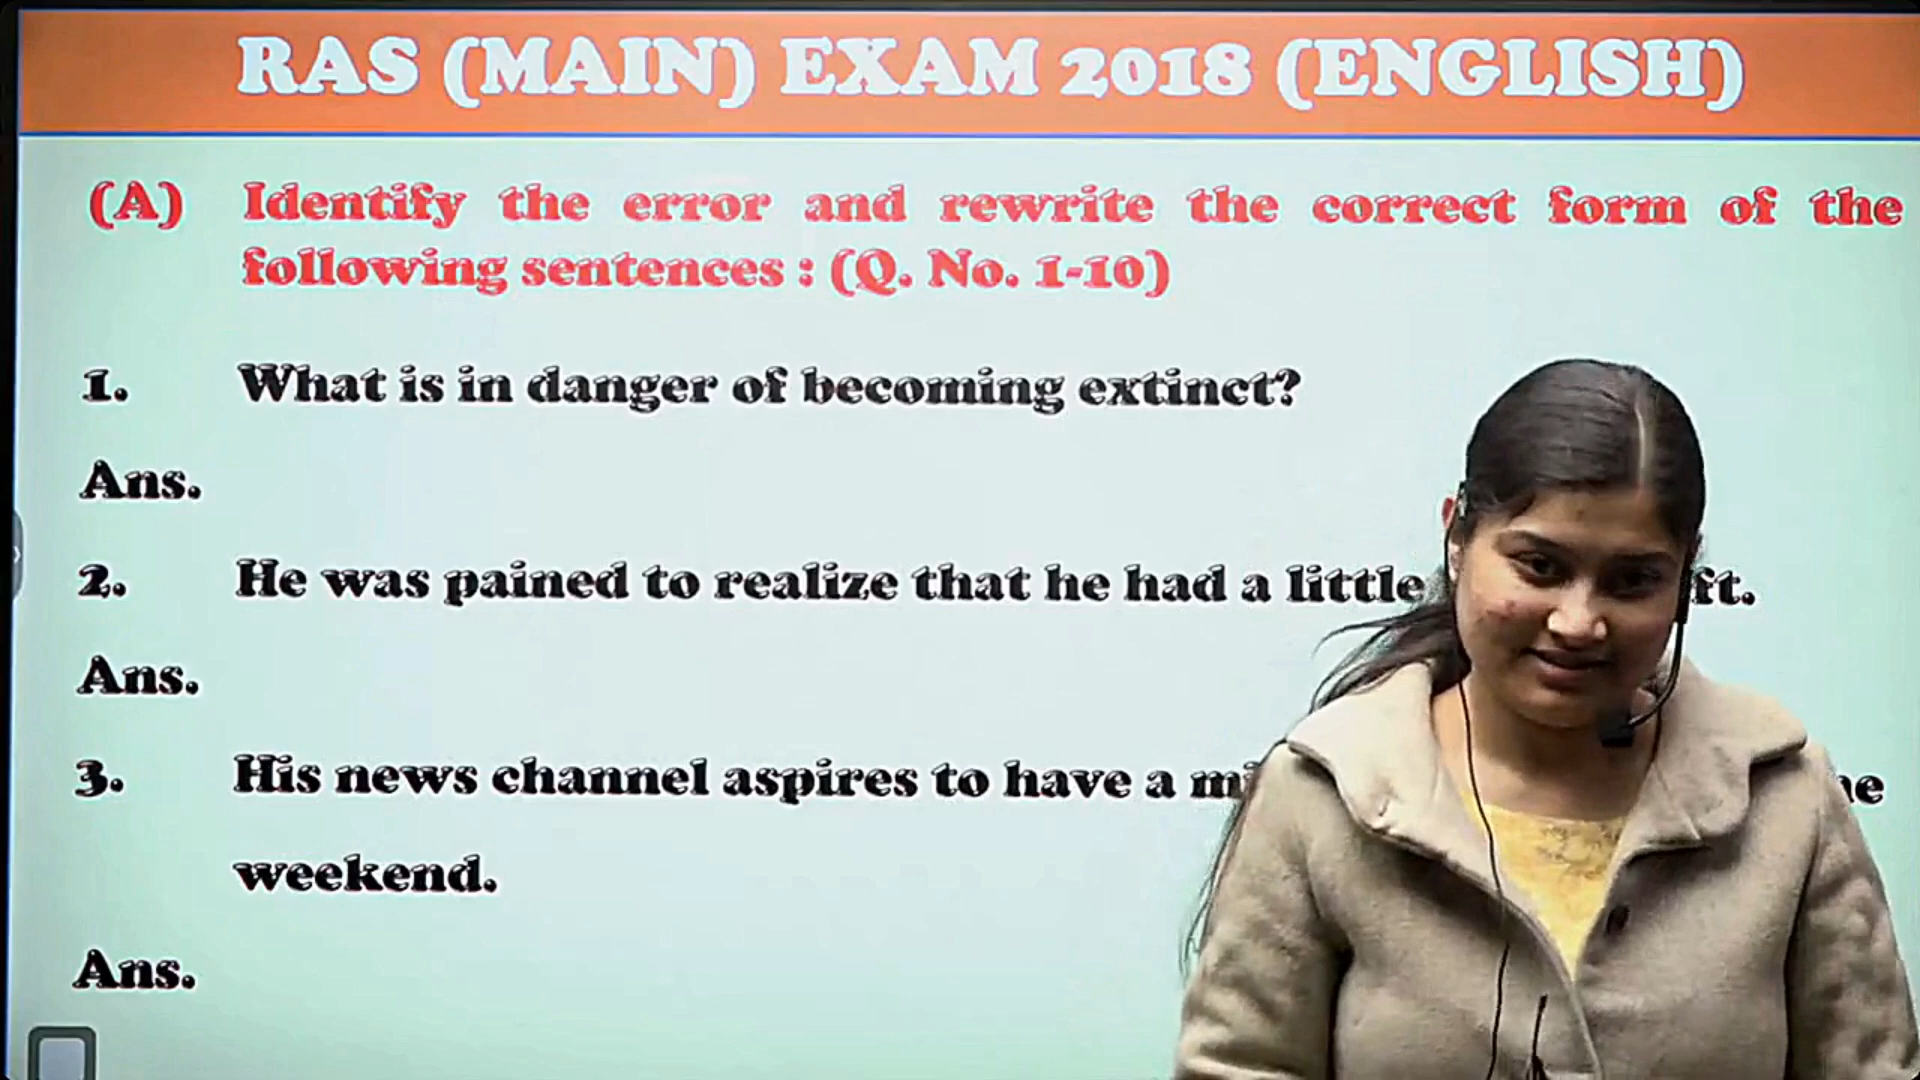 RAS (MAIN) EXAM 2018 (ENGLISH)
(A) Identify the error and rewrite the correct form of the
following sentences : (Q. No. 1-10)
1. What is in danger of becoming extinct?
Ans.
2. He was pained to realize that he had a little
Ans.
3. His news channel aspires to have a
weekend.
Ans.